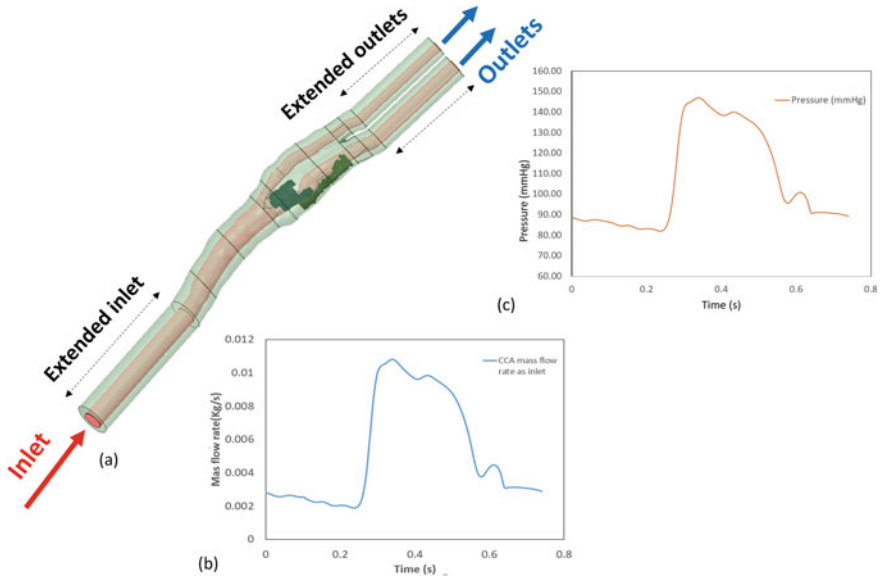 Extended outlets
Outlets
Extended inlet
Inlet
(a)
160.00
150.00
140.00
130.00
120.00
110.00
100.00
90.00
80.00
70.00
60.00
Pressure (mmHg)
Pressure (mmHg)
0
0.2
0.4
0.6
0.8
Time (s)
(c)
0.012
0.01
0.008
0.006
0.004
0.002
0
Mas flow rate(Kg/s)
CCA mass flow
rate as inlet
0
0.2
0.4
0.6
0.8
Time (s)
(b)